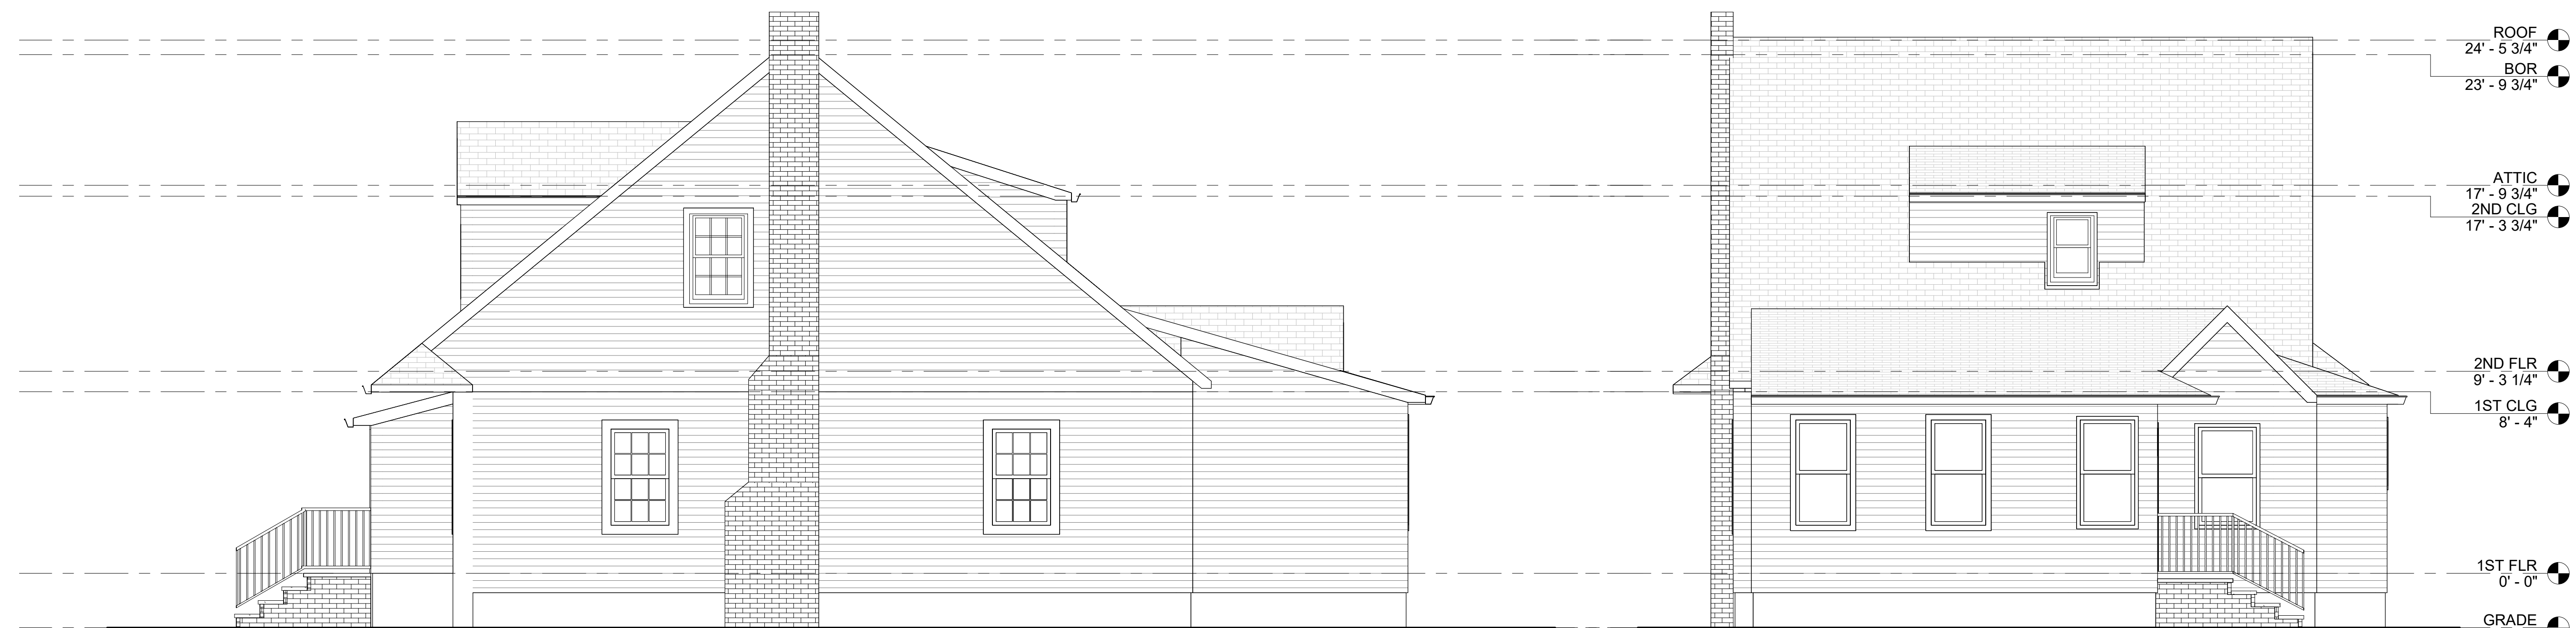 ROOF
24' - 5 3/4"
BOR
23' - 9 3/4"
ATTIC
17' - 9 3/4"
2ND CLG
17' - 3 3/4"
2ND FLR
9' - 3 1/4"
1ST CLG
8' - 4"
1ST FLR
0' - 0"
GRADE